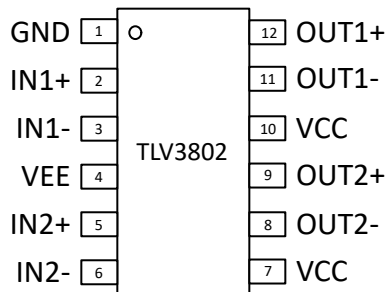 GND 1 12 OUT1+
IN1+ 2 11 OUT1-
IN1- 3 10 VCC
TLV3802
VEE 4 9 OUT2+
IN2+ 5 8 OUT2-
IN2- 6 7 VCC